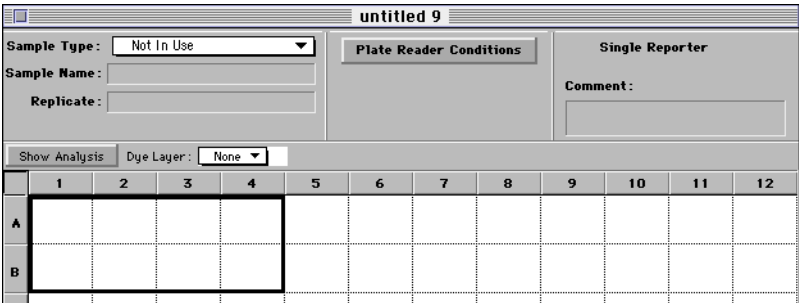 untitled 9
Sample Type: Not In Use
Sample Name:
Replicate:
Plate Reader Conditions
Single Reporter
Comment:
Show Analysis Dye Layer: None
1 2 3 4 5 6 7 8 9 10 11 12
A
B